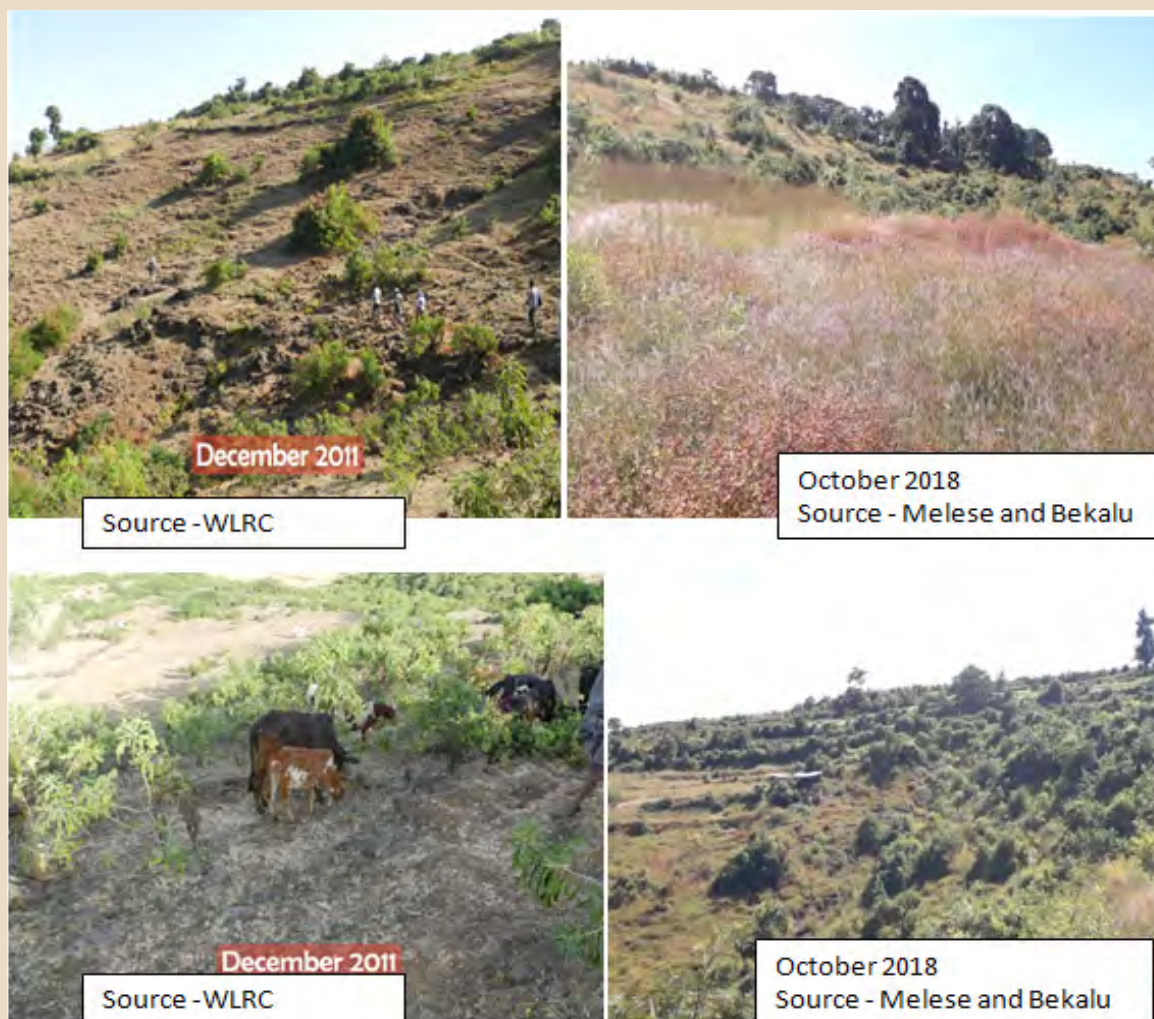 December 2011
Source -WLRC
October 2018
Source - Melese and Bekalu
December 2011
Source -WLRC
October 2018
Source - Melese and Bekalu